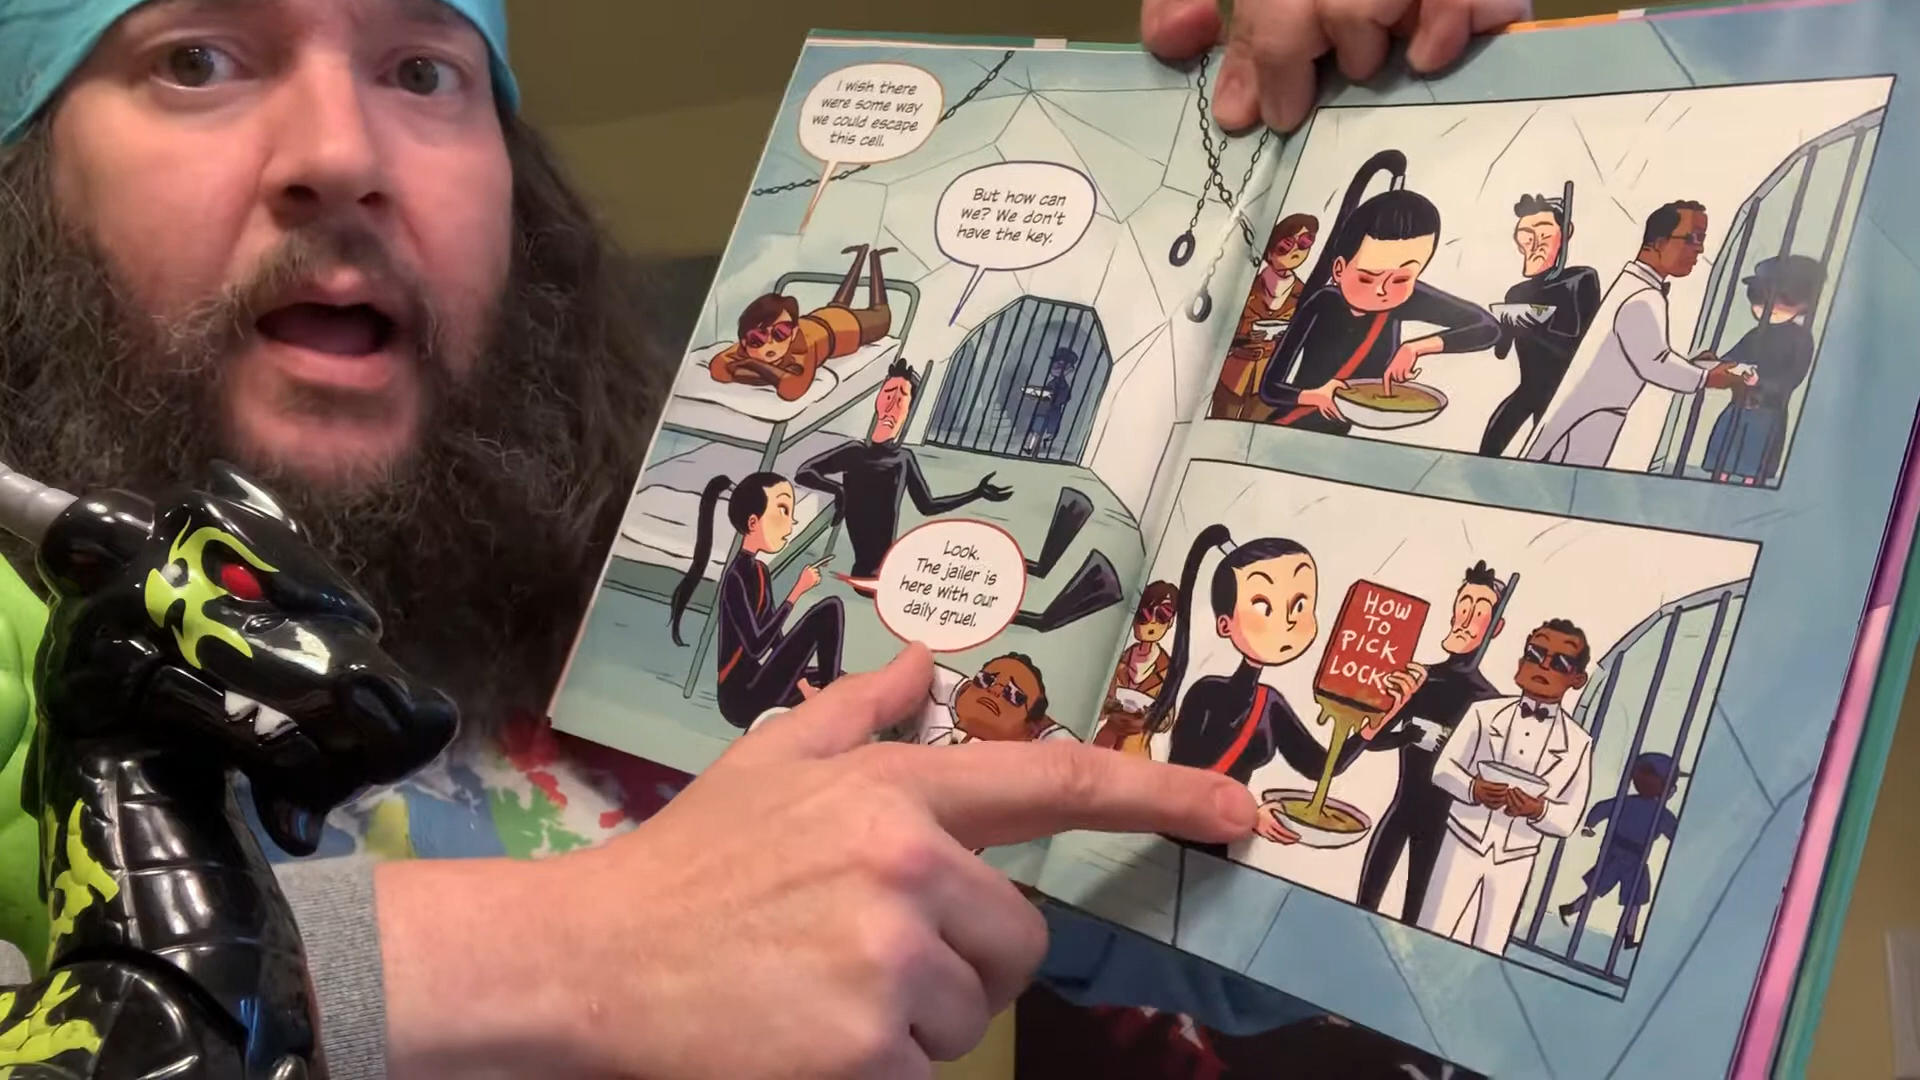 I wish there
were some way
we could escape
this cell.
But how can
we? We don't
have the key.
Look.
The jailer is
here with our
daily gruel.
HOW
TO
PICK
LOCKS